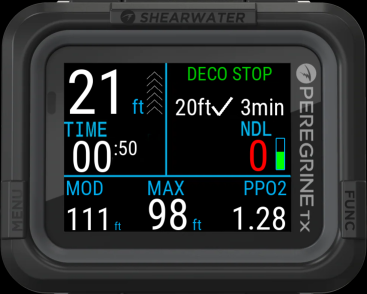 SHEARWATER
21 ft
DECO STOP
20ft✓ 3min
TIME
00:50
NDL
0
MOD MAX PPO2
111 ft 98 ft 1.28
PEREGRINE TX
MENU
FUNC